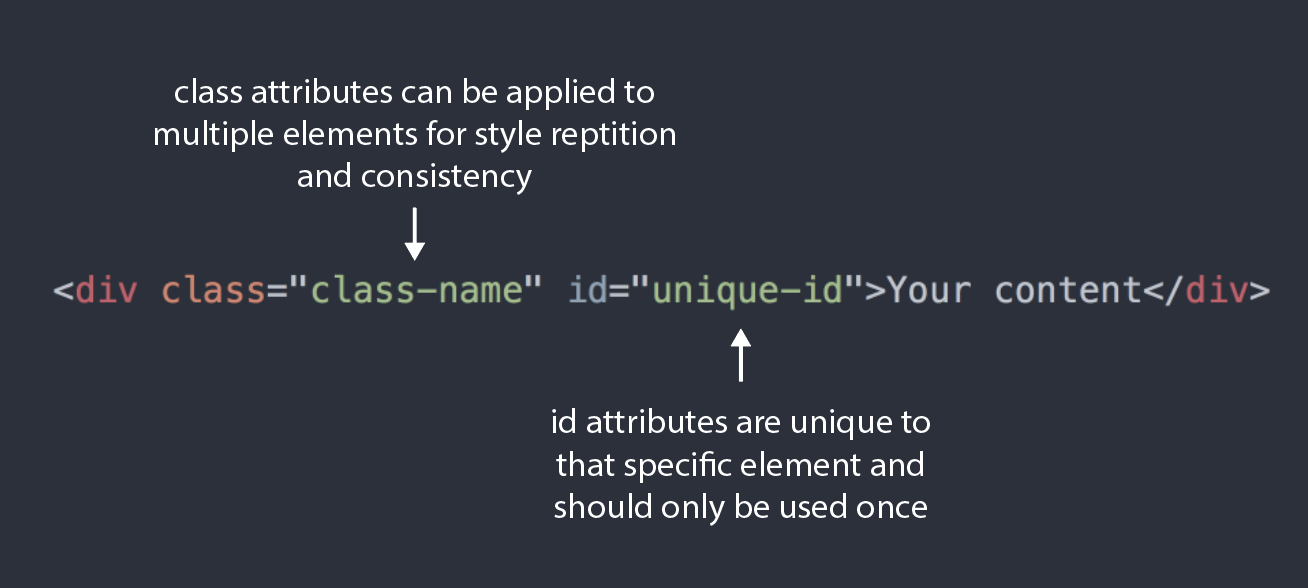 class attributes can be applied to
multiple elements for style reptition
and consistency
<div class="class-name" id="unique-id">Your content</div>
id attributes are unique to
that specific element and
should only be used once